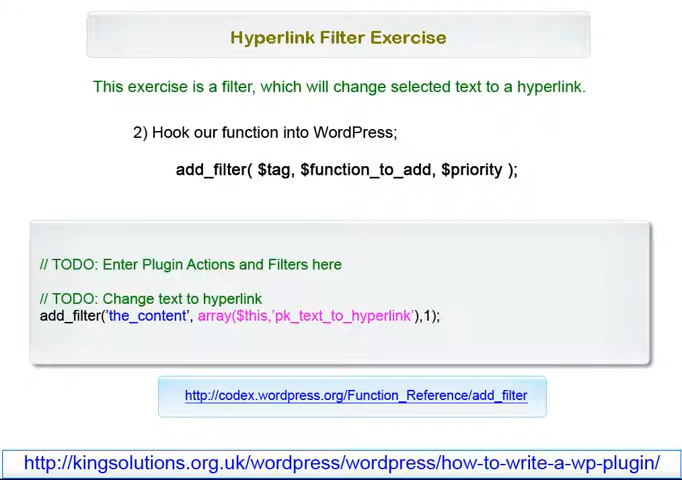 Hyperlink Filter Exercise
This exercise is a filter, which will change selected text to a hyperlink.
2) Hook our function into WordPress;
add_filter( $tag, $function_to_add, $priority );
// TODO: Enter Plugin Actions and Filters here
// TODO: Change text to hyperlink
add_filter('the_content', array($this,'pk_text_to_hyperlink'),1);
http://codex.wordpress.org/Function_Reference/add_filter
http://kingsolutions.org.uk/wordpress/wordpress/how-to-write-a-wp-plugin/